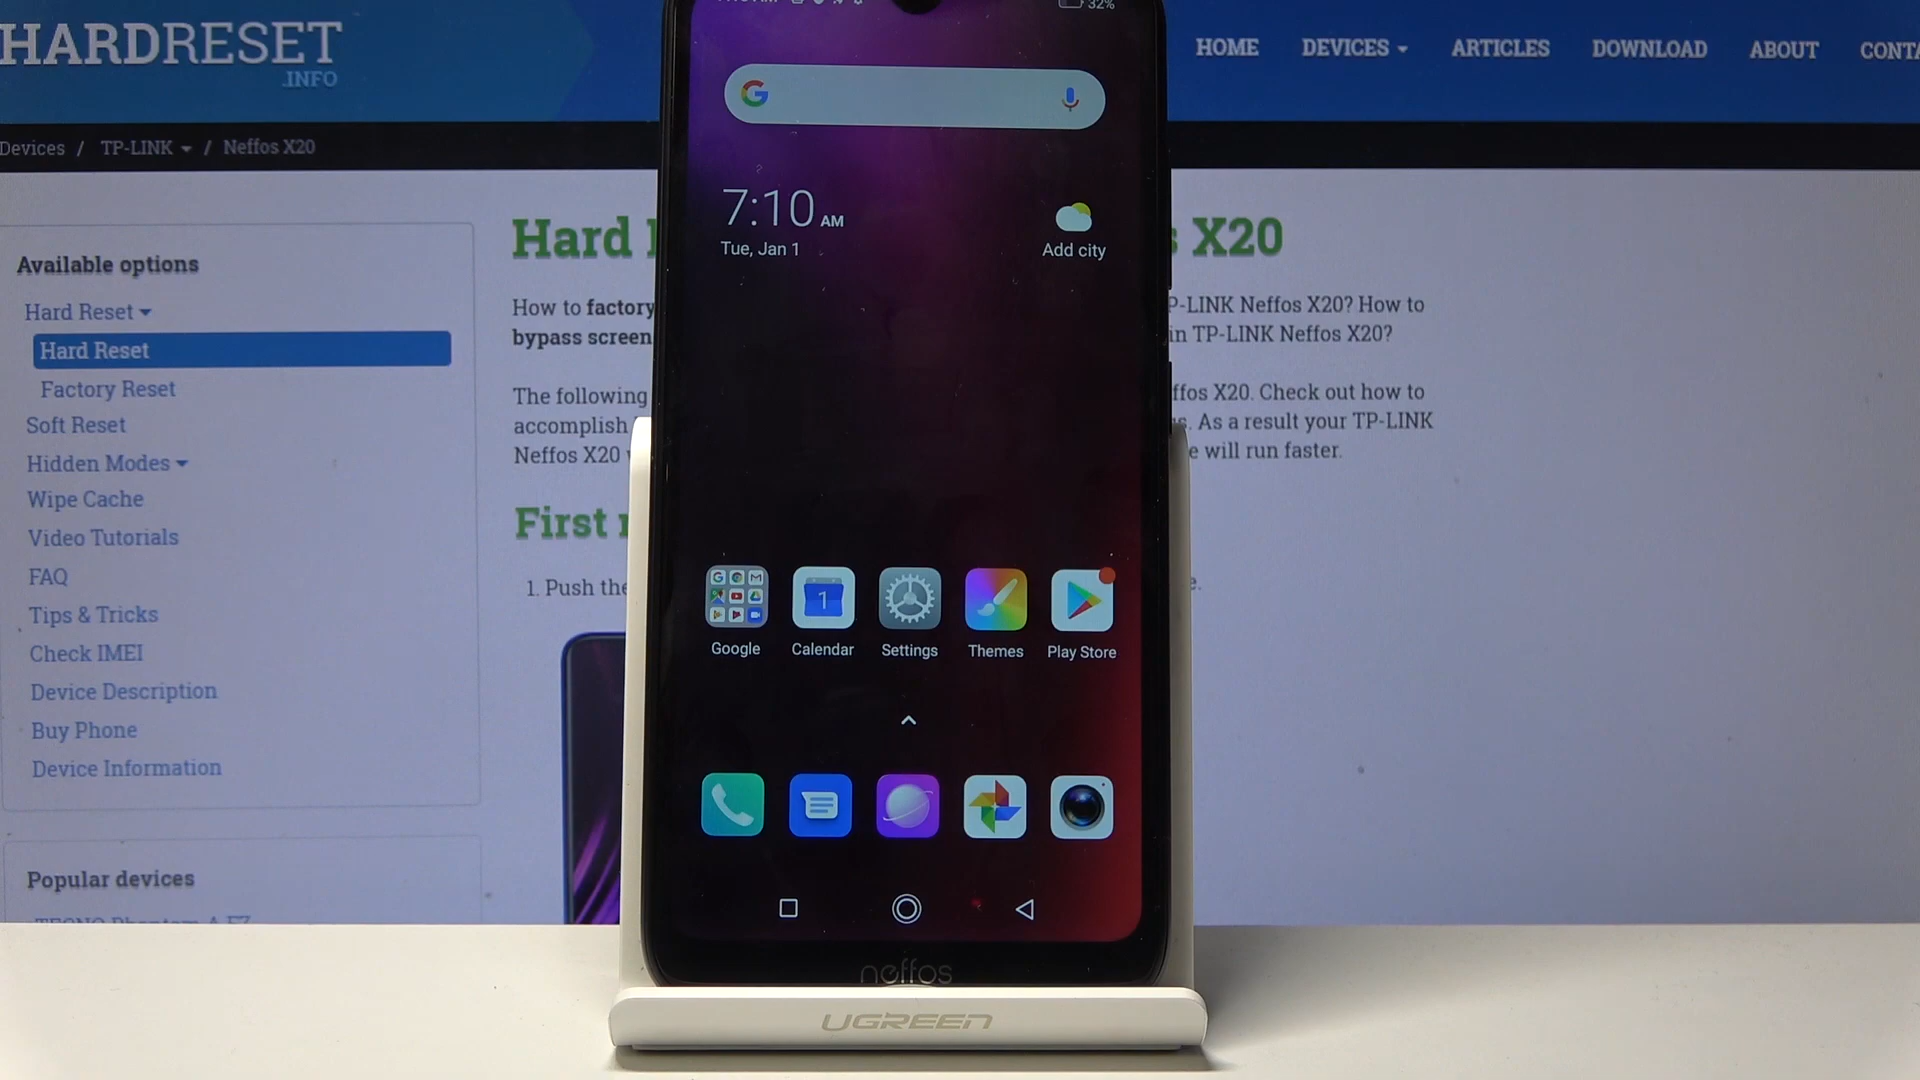 HARDRESET
.INFO
HOME DEVICES ARTICLES DOWNLOAD ABOUT CONTA
Devices / TP-LINK / Neffos X20
Available options
Hard Reset
Hard Reset
Factory Reset
Soft Reset
Hidden Modes
Wipe Cache
Video Tutorials
FAQ
Tips & Tricks
Check IMEI
Device Description
Buy Phone
Device Information
Popular devices
Hard
X20
How to factory
P-LINK Neffos X20? How to
bypass screen
in TP-LINK Neffos X20?
The following
ffos X20. Check out how to
accomplish
s. As a result your TP-LINK
Neffos X20
e will run faster.
First
1. Push the
e.
32%
7:10 AM
Tue, Jan 1
Add city
1
Google Calendar Settings Themes Play Store
neffos
UGREEN